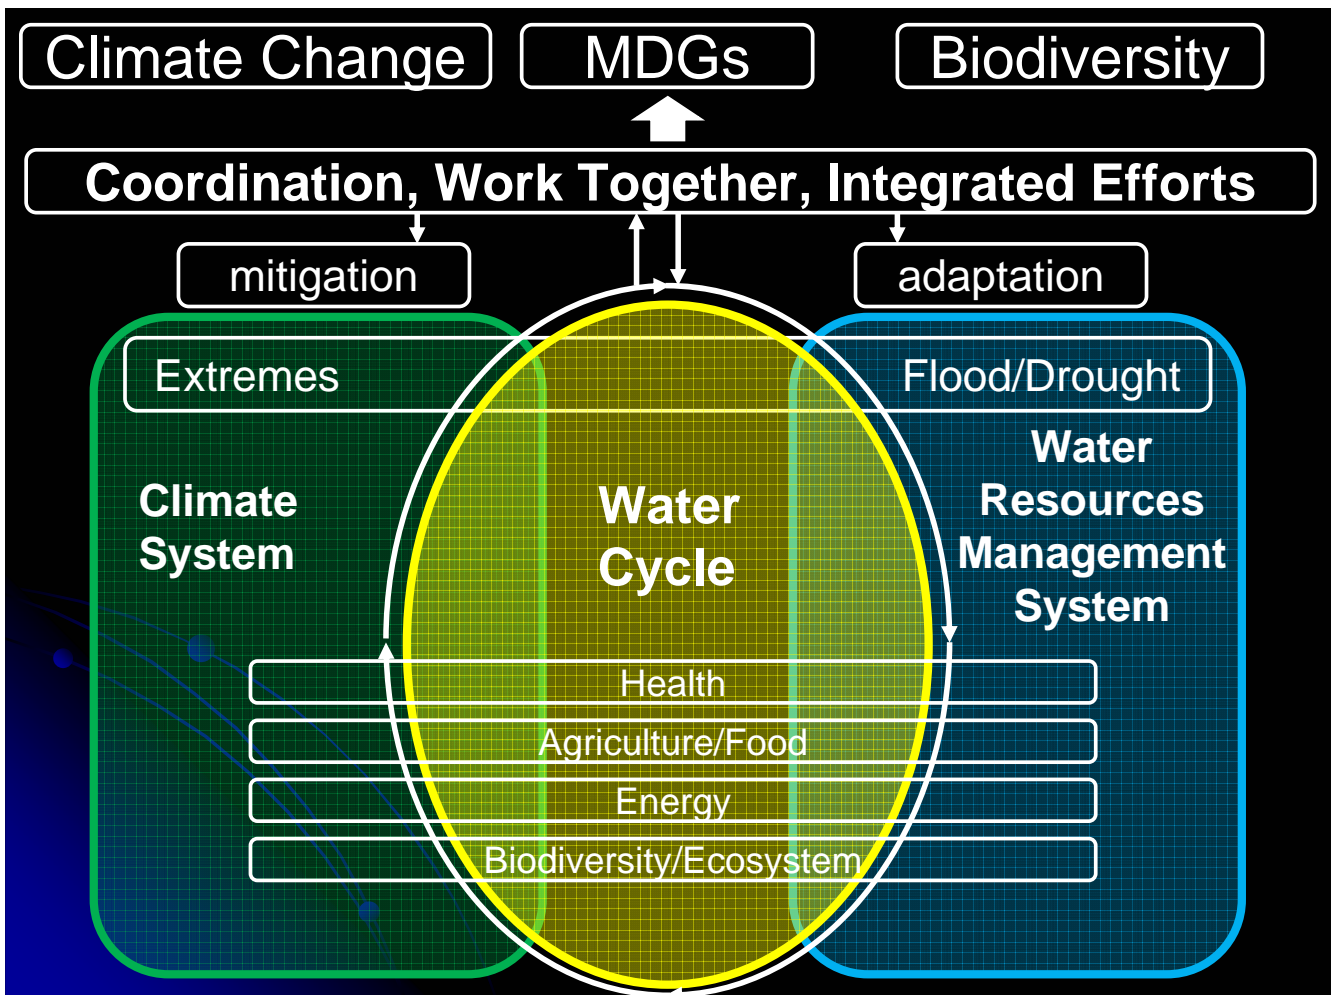 Climate Change
MDGs
Biodiversity
Coordination, Work Together, Integrated Efforts
mitigation
adaptation
Extremes
Flood/Drought
Climate
System
Water
Cycle
Water
Resources
Management
System
Health
Agriculture/Food
Energy
Biodiversity/Ecosystem